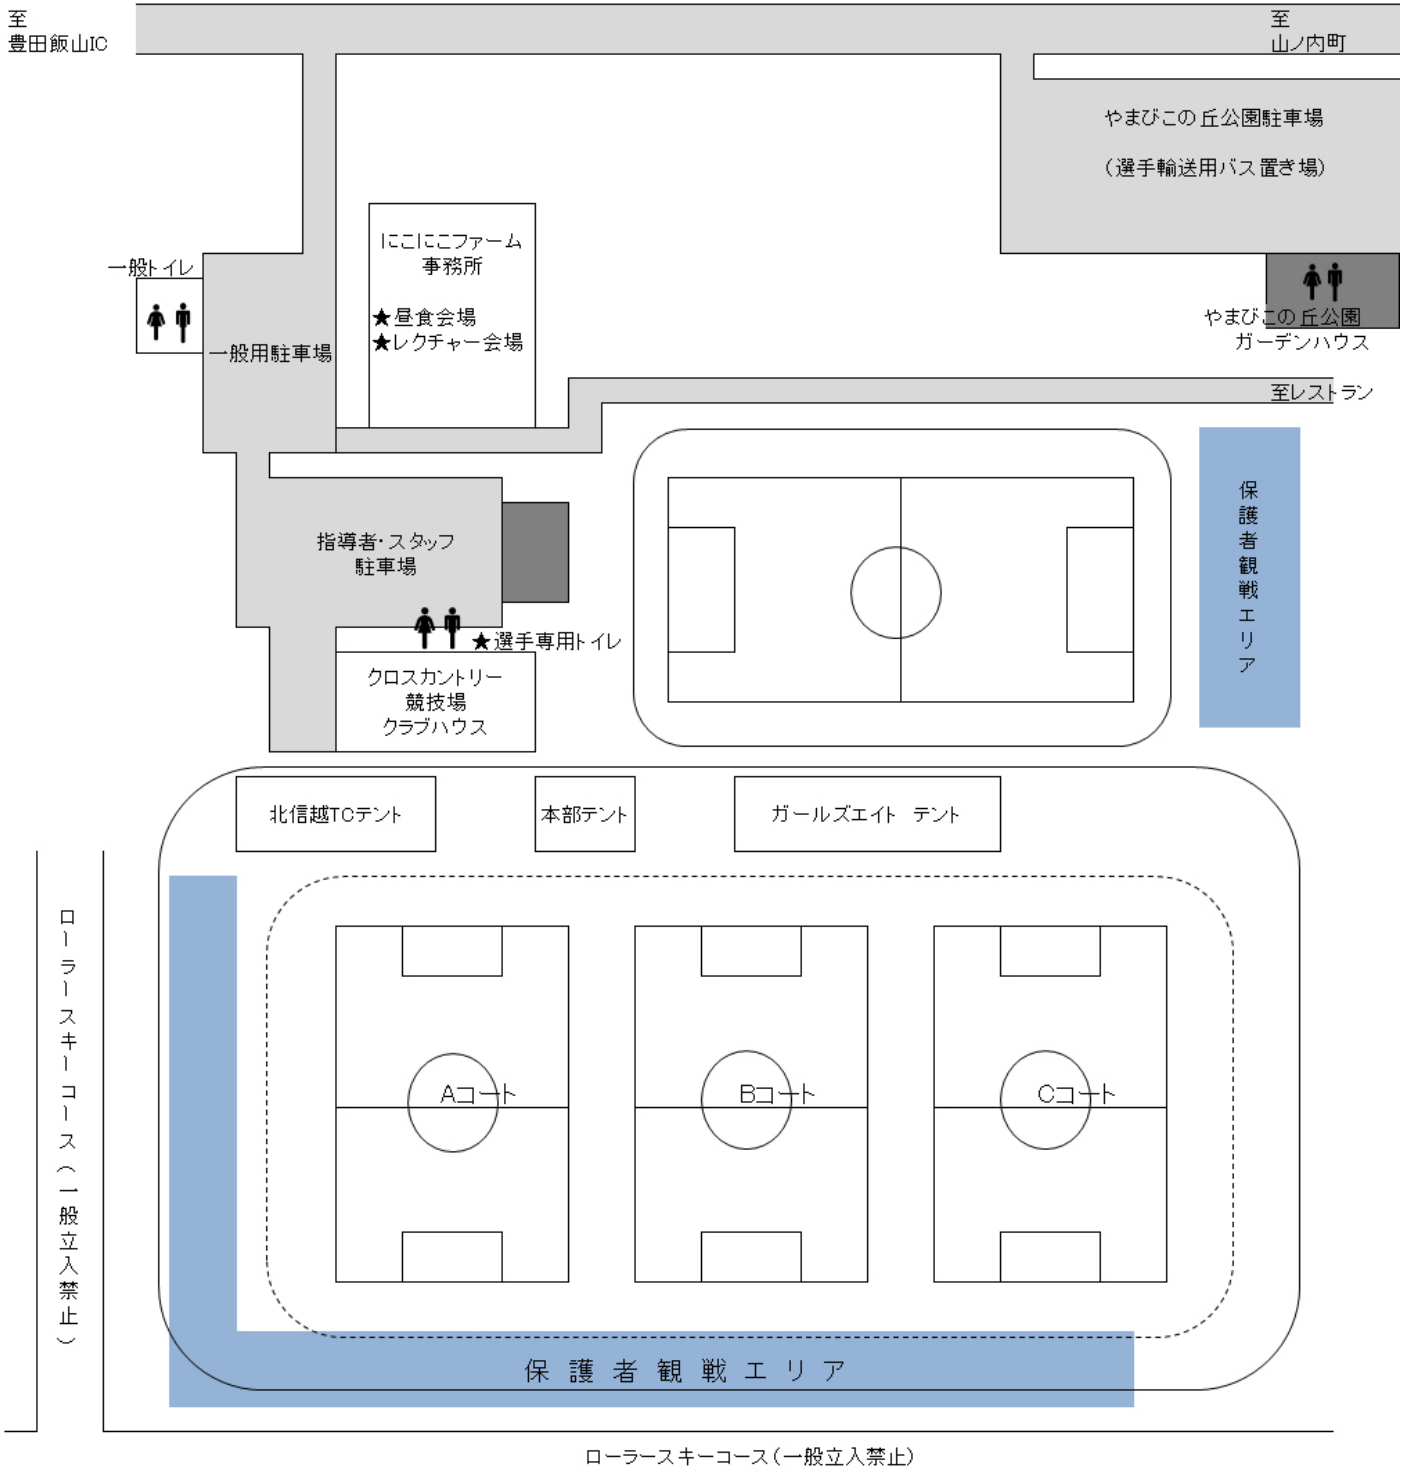 至
豊田飯山IC
至
山ノ内町
やまびこの丘公園駐車場
(選手輸送用バス置き場)
にこにこファーム
事務所
一般トイレ
★昼食会場
★レクチャー会場
一般用駐車場
やまびこの丘公園
ガーデンハウス
至レストラン
保護者観戦エリア
指導者・スタッフ
駐車場
★選手専用トイレ
クロスカントリー
競技場
クラブハウス
北信越TCテント
本部テント
ガールズエイト テント
ローラースキーコース(一般立入禁止)
Aコート
Bコート
Cコート
保護者観戦エリア
ローラースキーコース(一般立入禁止)